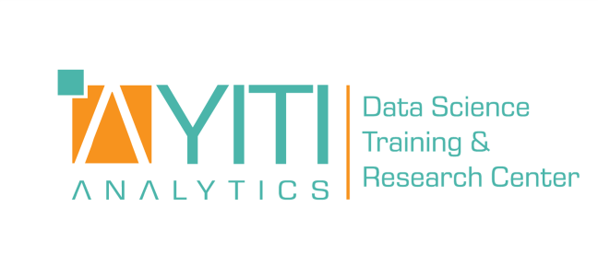 AYITI
ANALYTICS
Data Science
Training &
Research Center